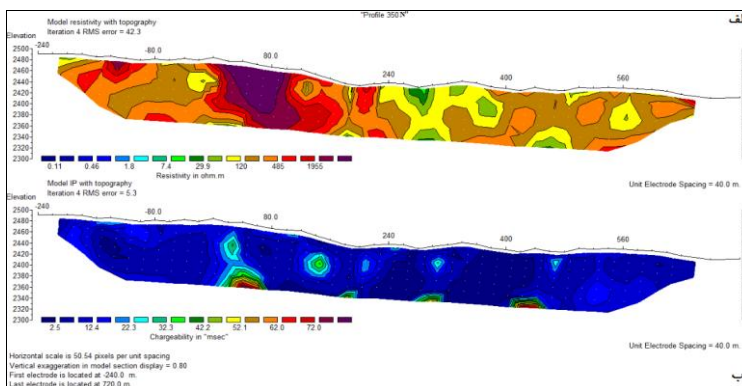 "Profile 350N"
الف
Model resistivity with topography
Iteration 4 RMS error = 42.3
Elevation
-240
-80.0
80.0
240
400
560
2500
2480
2460
2440
2420
2400
2380
2360
2340
2320
2300
0.11 0.46 1.8 7.4 29.9 120 485 1955
Resistivity in ohm.m
Unit Electrode Spacing = 40.0 m.
Model IP with topography
Iteration 4 RMS error = 5.3
Elevation
-240
-80.0
80.0
240
400
560
2500
2480
2460
2440
2420
2400
2380
2360
2340
2320
2300
2.5 12.4 22.3 32.3 42.2 52.1 62.0 72.0
Chargeability in "msec"
Unit Electrode Spacing = 40.0 m.
Horizontal scale is 50.54 pixels per unit spacing
Vertical exaggeration in model section display = 0.80
First electrode is located at -240.0 m.
Last electrode is located at 720.0 m.
ب